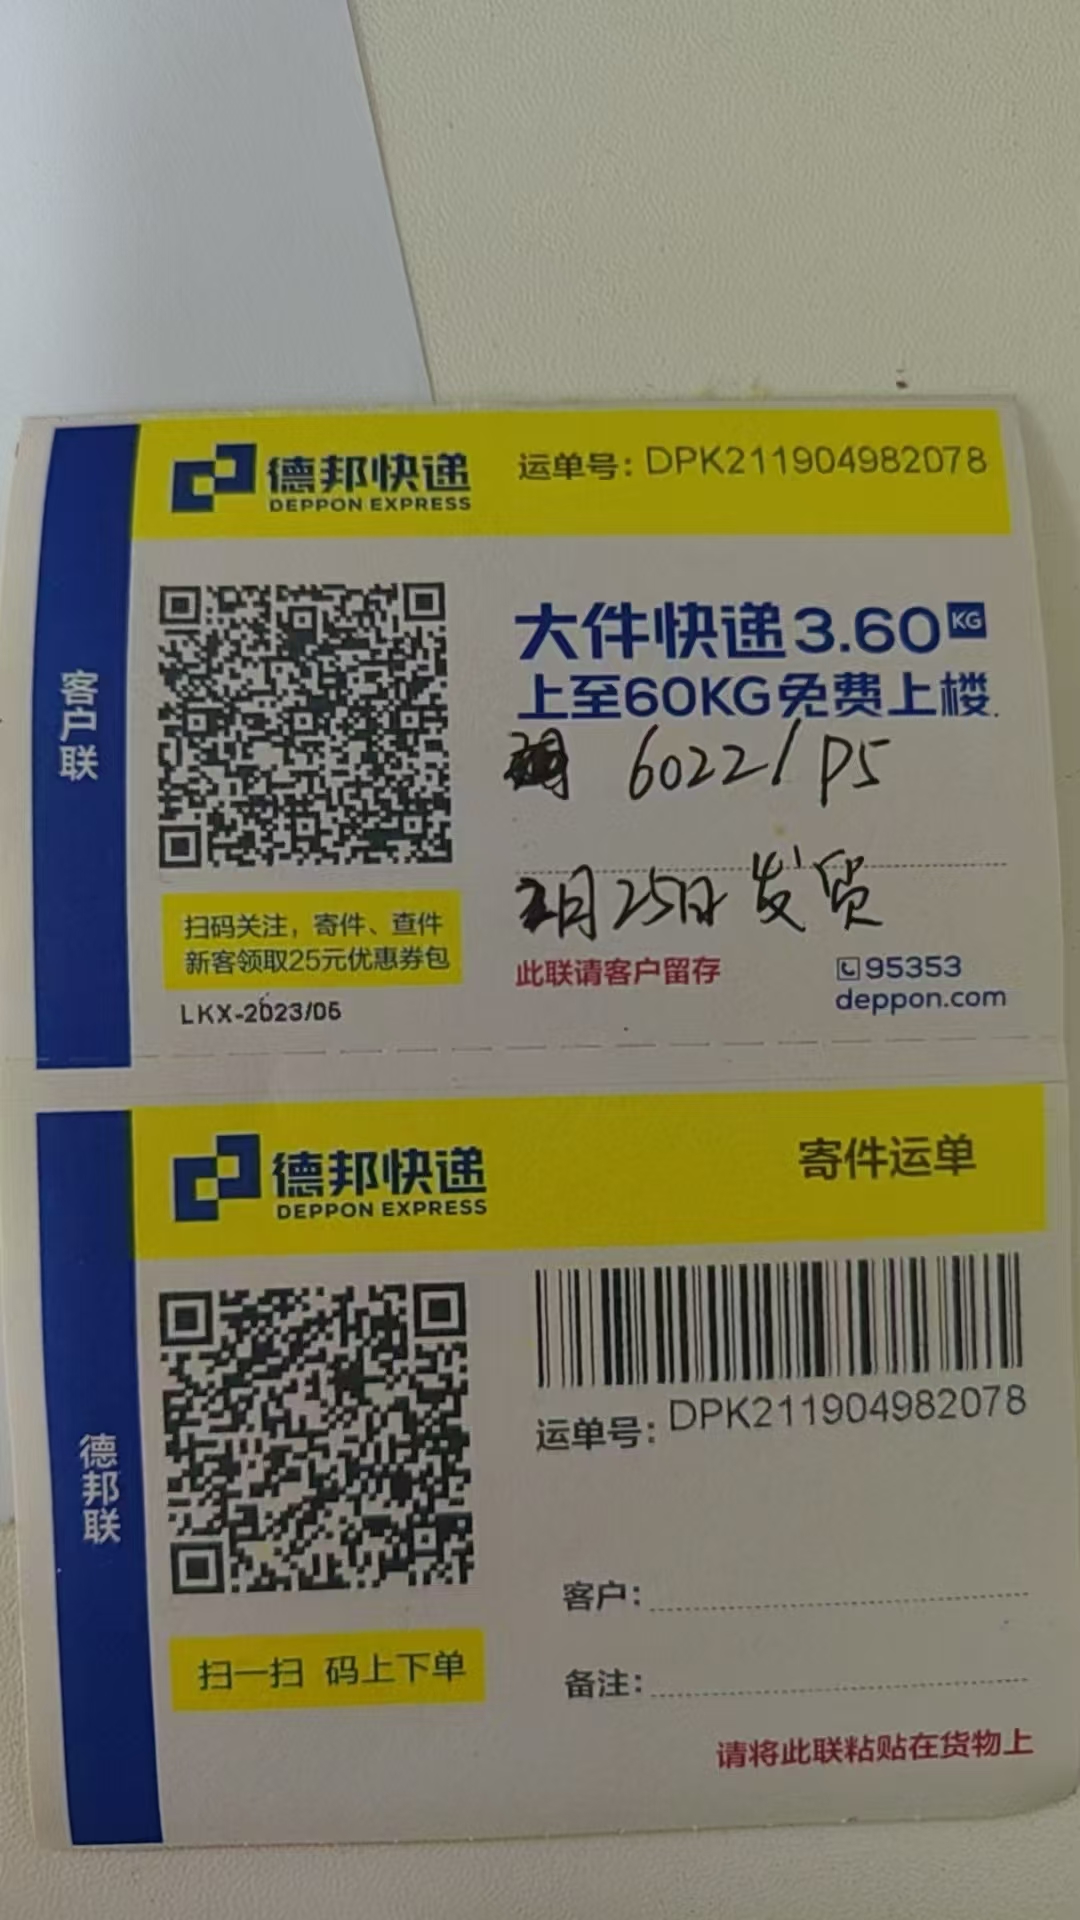 德邦快递
DEPPON EXPRESS
运单号: DPK211904982078
客户联
大件快递3.60KG
上至60KG免费上楼
6022/P5
月25日发货
扫码关注，寄件、查件
新客领取25元优惠券包
LKX-2023/05
此联请客户留存
95353
deppon.com
德邦快递
DEPPON EXPRESS
寄件运单
德邦联
运单号: DPK211904982078
客户:
备注:
扫一扫 码上下单
请将此联粘贴在货物上